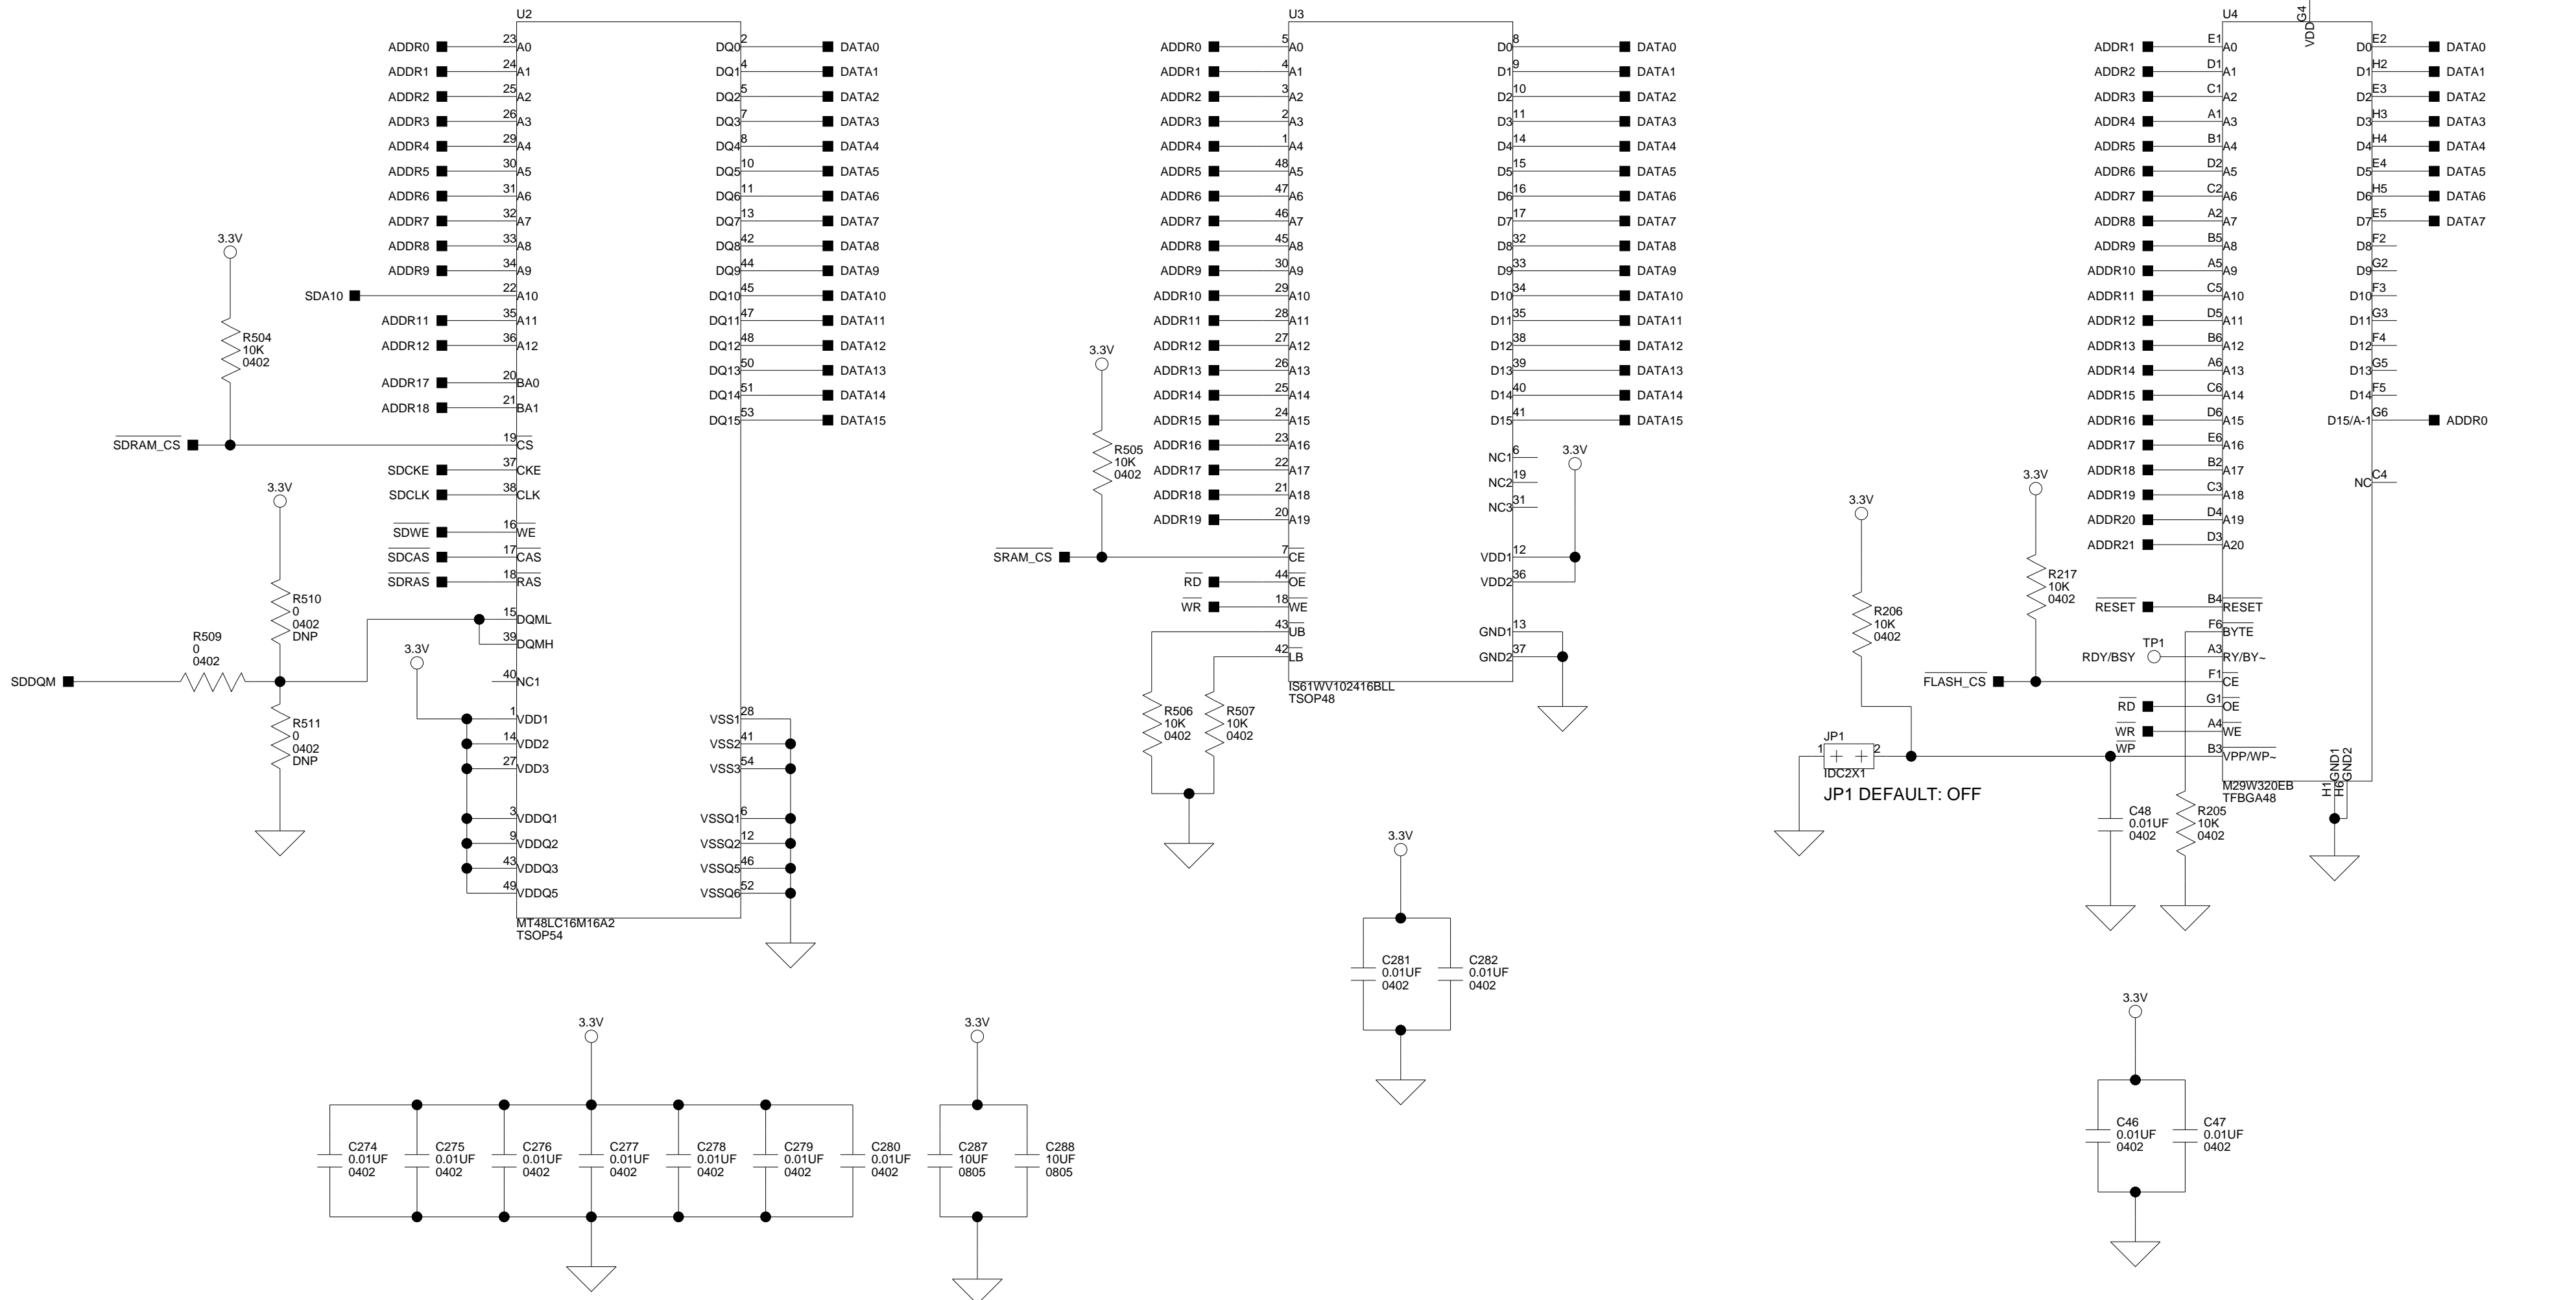 U2
ADDR0 23 A0 DQ0 2 DATA0
ADDR1 24 A1 DQ1 4 DATA1
ADDR2 25 A2 DQ2 5 DATA2
ADDR3 26 A3 DQ3 7 DATA3
ADDR4 29 A4 DQ4 8 DATA4
ADDR5 30 A5 DQ5 10 DATA5
ADDR6 31 A6 DQ6 11 DATA6
ADDR7 32 A7 DQ7 13 DATA7
ADDR8 33 A8 DQ8 42 DATA8
ADDR9 34 A9 DQ9 44 DATA9
SDA10 22 A10 DQ10 45 DATA10
ADDR11 35 A11 DQ11 47 DATA11
ADDR12 36 A12 DQ12 48 DATA12
DQ13 50 DATA13
ADDR17 20 BA0
DQ14 51 DATA14
ADDR18 21 BA1
DQ15 53 DATA15
SDRAM_CS 19 CS
SDCKE 37 CKE
SDCLK 38 CLK
SDWE 16 WE
SDCAS 17 CAS
SDRAS 18 RAS
15 DQML
39 DQMH
40 NC1
1 VDD1 VSS1 28
14 VDD2 VSS2 41
27 VDD3 VSS3 54
3 VDDQ1 VSSQ1 6
9 VDDQ2 VSSQ2 12
43 VDDQ3 VSSQ5 46
49 VDDQ5 VSSQ6 52
MT48LC16M16A2
TSOP54
3.3V
R504
10K
0402
3.3V
R510
0
0402
DNP
R509
0
0402
SDDQM
R511
0
0402
DNP
3.3V
3.3V
C274
0.01UF
0402
C275
0.01UF
0402
C276
0.01UF
0402
C277
0.01UF
0402
C278
0.01UF
0402
C279
0.01UF
0402
C280
0.01UF
0402
3.3V
C287
10UF
0805
C288
10UF
0805
U3
ADDR0 5 A0 D0 8 DATA0
ADDR1 4 A1 D1 9 DATA1
ADDR2 3 A2 D2 10 DATA2
ADDR3 2 A3 D3 11 DATA3
ADDR4 1 A4 D4 14 DATA4
ADDR5 48 A5 D5 15 DATA5
ADDR6 47 A6 D6 16 DATA6
ADDR7 46 A7 D7 17 DATA7
ADDR8 45 A8 D8 32 DATA8
ADDR9 30 A9 D9 33 DATA9
ADDR10 29 A10 D10 34 DATA10
ADDR11 28 A11 D11 35 DATA11
ADDR12 27 A12 D12 38 DATA12
ADDR13 26 A13 D13 39 DATA13
ADDR14 25 A14 D14 40 DATA14
ADDR15 24 A15 D15 41 DATA15
ADDR16 23 A16
NC1 6
ADDR17 22 A17
NC2 19
ADDR18 21 A18
NC3 31
ADDR19 20 A19
SRAM_CS 7 CE VDD1 12
RD 44 OE VDD2 36
WR 18 WE
43 UB GND1 13
42 LB GND2 37
IS61WV102416BLL
TSOP48
3.3V
R505
10K
0402
3.3V
R506
10K
0402
R507
10K
0402
3.3V
C281
0.01UF
0402
C282
0.01UF
0402
U4
G4
VDD
ADDR1 E1 A0 D0 E2 DATA0
ADDR2 D1 A1 D1 H2 DATA1
ADDR3 C1 A2 D2 E3 DATA2
ADDR4 A1 A3 D3 H3 DATA3
ADDR5 B1 A4 D4 H4 DATA4
ADDR6 D2 A5 D5 E4 DATA5
ADDR7 C2 A6 D6 H5 DATA6
ADDR8 A2 A7 D7 E5 DATA7
ADDR9 B5 A8 D8 F2
ADDR10 A5 A9 D9 G2
ADDR11 C5 A10 D10 F3
ADDR12 D5 A11 D11 G3
ADDR13 B6 A12 D12 F4
ADDR14 A6 A13 D13 G5
ADDR15 C6 A14 D14 F5
ADDR16 D6 A15 D15/A-1 G6 ADDR0
ADDR17 E6 A16
ADDR18 B2 A17 NC C4
ADDR19 C3 A18
ADDR20 D4 A19
ADDR21 D3 A20
RESET B4 RESET
F6 BYTE
TP1
RDY/BSY A3 RY/BY~
FLASH_CS F1 CE
RD G1 OE
WR A4 WE
WP B3 VPP/WP~
GND1
GND2
H1
H6
M29W320EB
TFBGA48
3.3V
R206
10K
0402
3.3V
R217
10K
0402
JP1
1 2
IDC2X1
JP1 DEFAULT: OFF
C48
0.01UF
0402
R205
10K
0402
3.3V
C46
0.01UF
0402
C47
0.01UF
0402